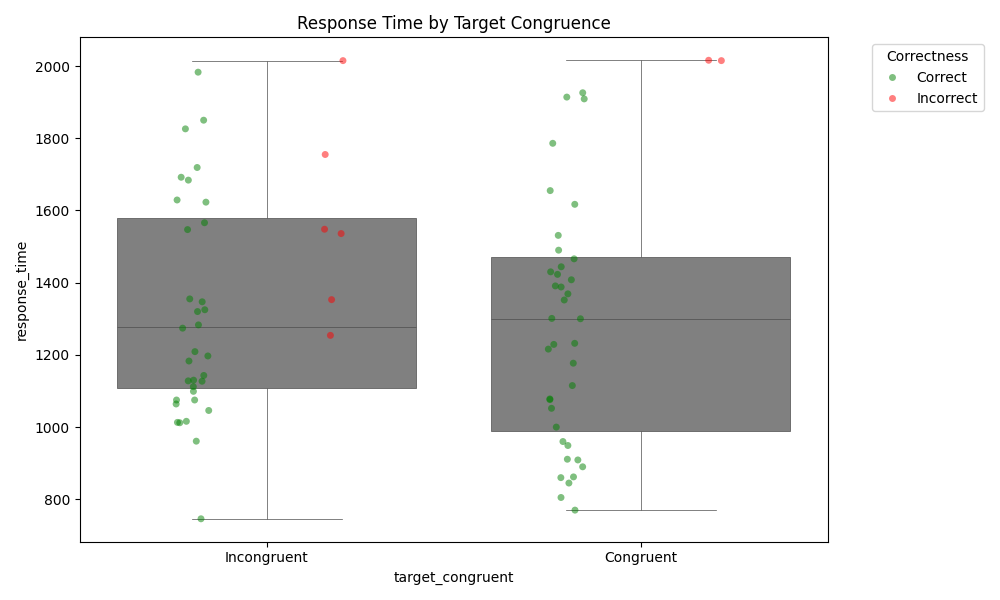 Response Time by Target Congruence
Correctness
Correct
Incorrect
response_time
2000
1800
1600
1400
1200
1000
800
Incongruent
Congruent
target_congruent